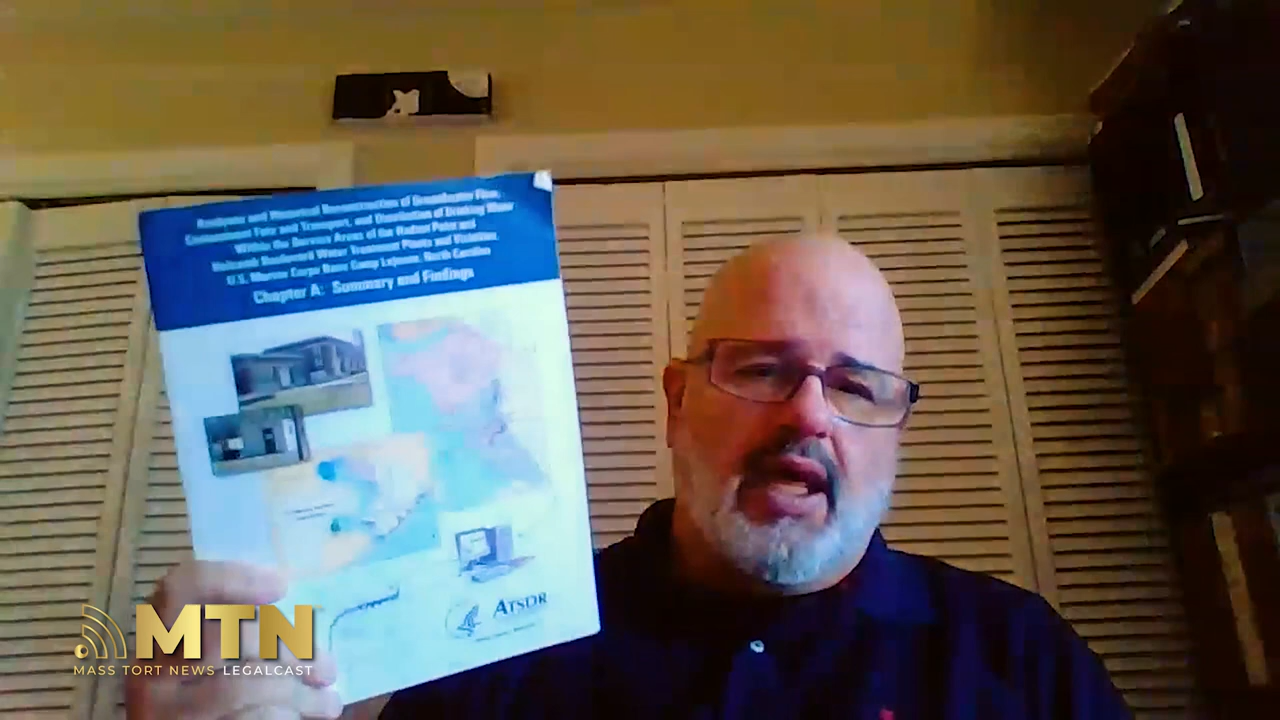 Analyses and Historical Reconstruction of Groundwater Flow,
Contaminant Fate and Transport, and Distribution of Drinking Water
Within the Service Areas of the Hadnot Point and
Holcomb Boulevard Water Treatment Plants and Vicinities,
U.S. Marine Corps Base Camp Lejeune, North Carolina
Chapter A: Summary and Findings
ATSDR
MTN
MASS TORT NEWS LEGALCAST